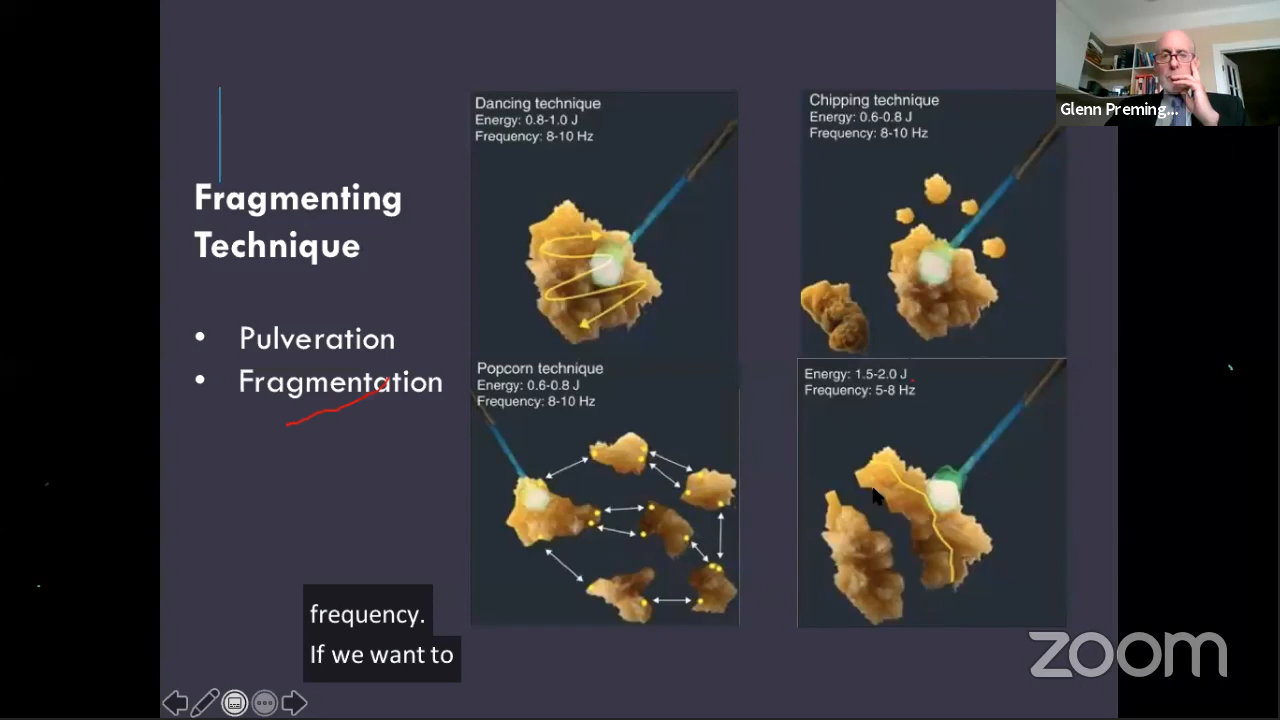 Fragmenting
Technique
• Pulveration
• Fragmentation
Dancing technique
Energy: 0.8-1.0 J
Frequency: 8-10 Hz
Chipping technique
Energy: 0.6-0.8 J
Frequency: 8-10 Hz
Popcorn technique
Energy: 0.6-0.8 J
Frequency: 8-10 Hz
Energy: 1.5-2.0 J
Frequency: 5-8 Hz
Glenn Preming...
frequency.
If we want to
zoom